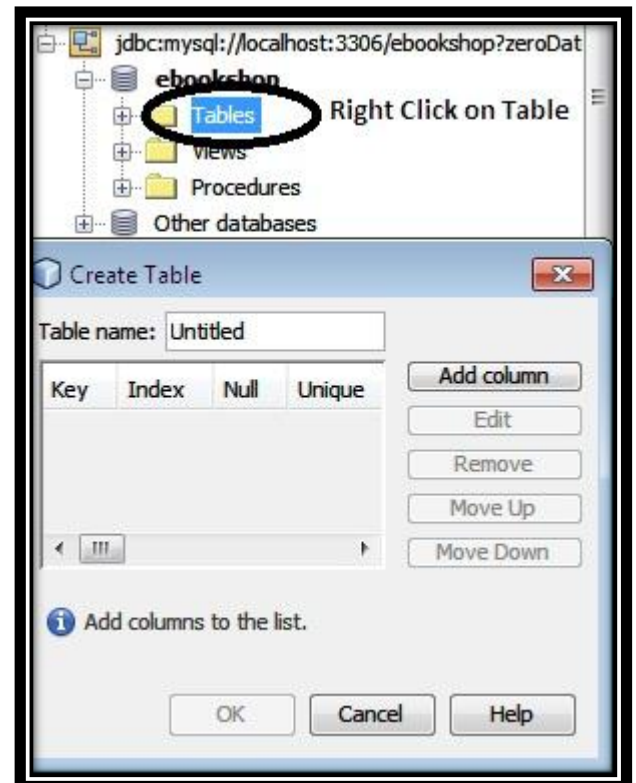 jdbc:mysql://localhost:3306/ebookshop?zeroDat
ebookshop
Tables
Right Click on Table
Views
Procedures
Other databases
Create Table
Table name: Untitled
Key Index Null Unique
Add column
Edit
Remove
Move Up
Move Down
Add columns to the list.
OK Cancel Help